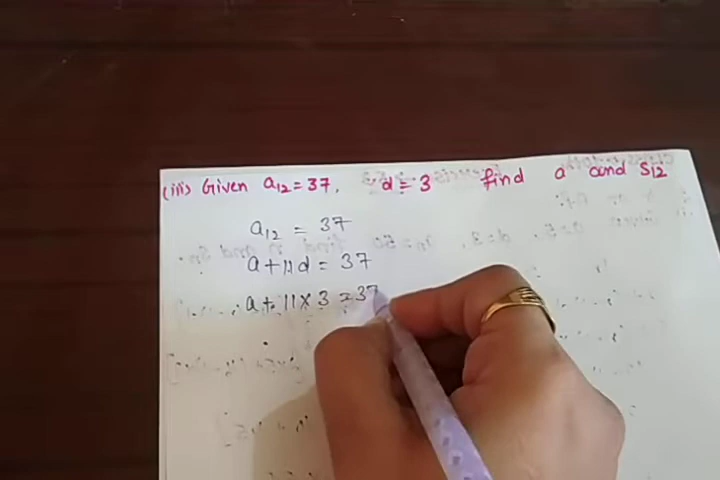 (iii) Given a₁₂ = 37, d = 3 find a and S₁₂
a₁₂ = 37
a + 11d = 37
a + 11 × 3 = 37